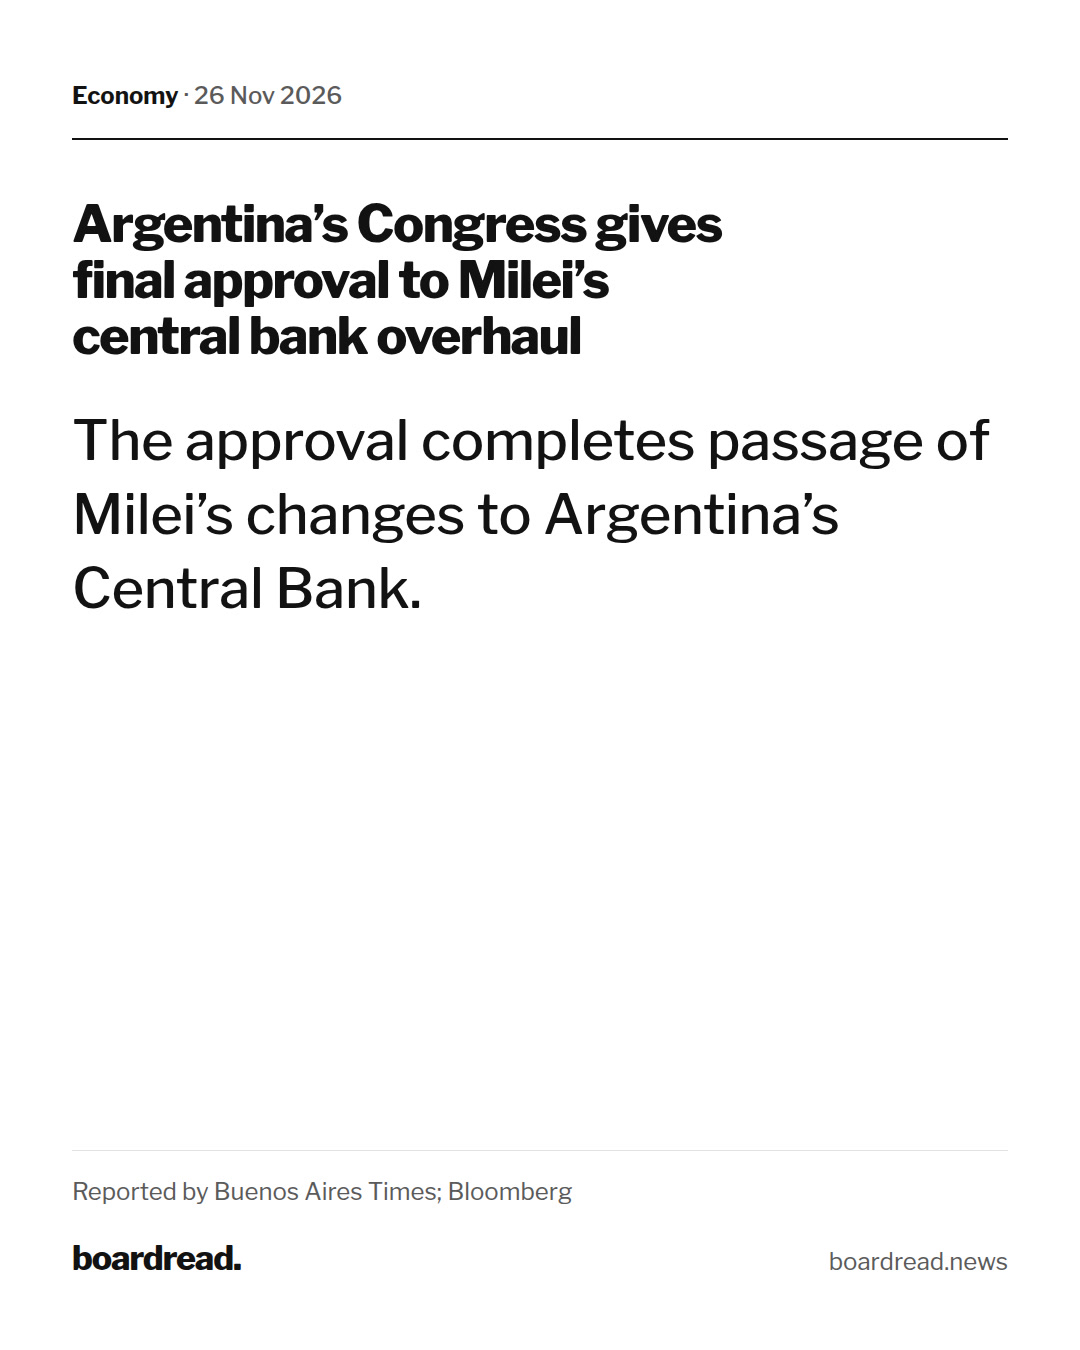 Economy · 26 Nov 2026
Argentina’s Congress gives
final approval to Milei’s
central bank overhaul
The approval completes passage of
Milei’s changes to Argentina’s
Central Bank.
Reported by Buenos Aires Times; Bloomberg
boardread.
boardread.news